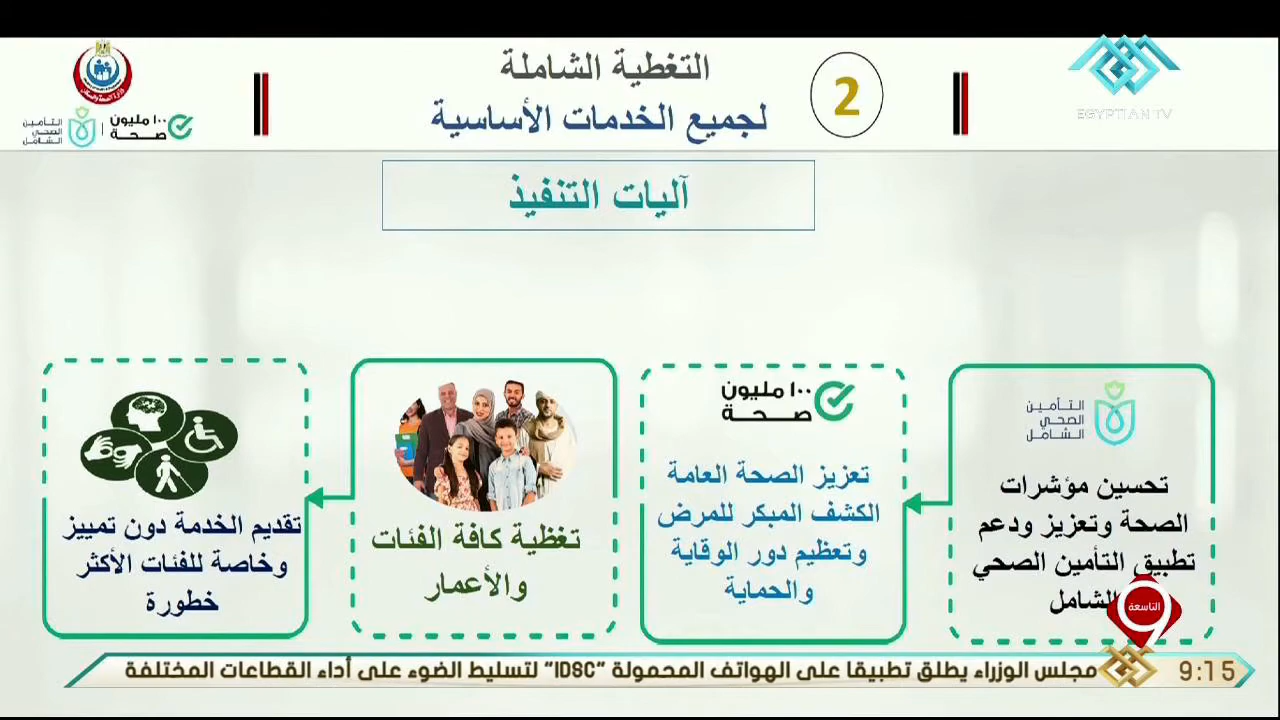 التغطية الشاملة
لجميع الخدمات الأساسية
2
EGYPTIAN TV
١٠٠ مليون
صحة
التأمين
الصحي
الشامل
آليات التنفيذ
التأمين
الصحي
الشامل
تحسين مؤشرات
الصحة وتعزيز ودعم
تطبيق التأمين الصحي
الشامل
١٠٠ مليون
صحة
تعزيز الصحة العامة
الكشف المبكر للمرض
وتعظيم دور الوقاية
والحماية
تغظية كافة الفئات
والأعمار
تقديم الخدمة دون تمييز
وخاصة للفئات الأكثر
خطورة
التاسعة
9
9:15
مجلس الوزراء يطلق تطبيقا على الهواتف المحمولة "IDSC" لتسليط الضوء على أداء القطاعات المختلفة